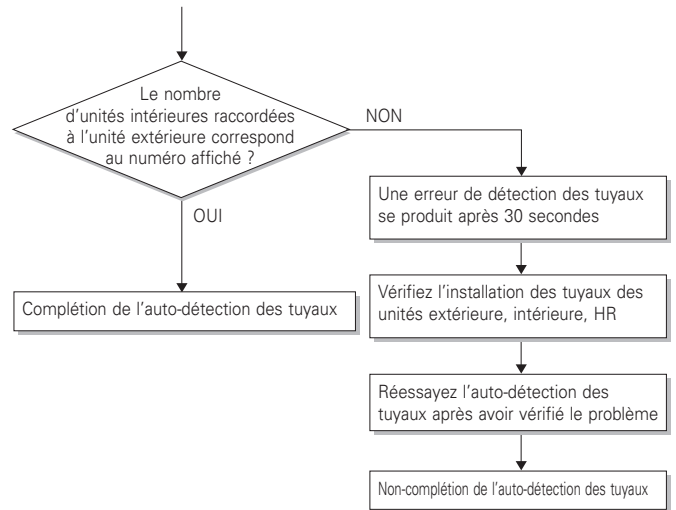 Le nombre
d'unités intérieures raccordées
à l'unité extérieure correspond
au numéro affiché ?
NON
OUI
Une erreur de détection des tuyaux
se produit après 30 secondes
Complétion de l'auto-détection des tuyaux
Vérifiez l'installation des tuyaux des
unités extérieure, intérieure, HR
Réessayez l'auto-détection des
tuyaux après avoir vérifié le problème
Non-complétion de l'auto-détection des tuyaux